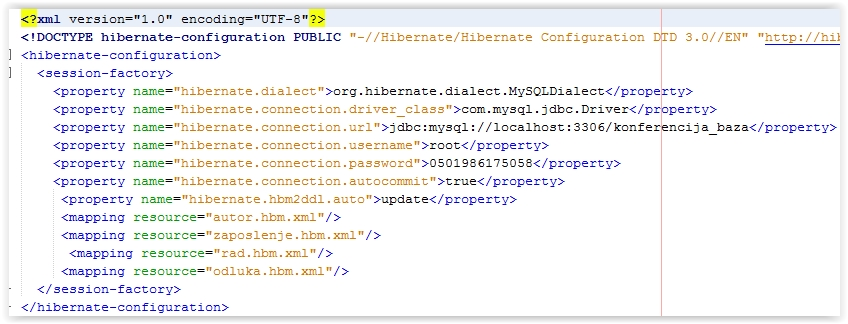 <?xml version="1.0" encoding="UTF-8"?>
<!DOCTYPE hibernate-configuration PUBLIC "-//Hibernate/Hibernate Configuration DTD 3.0//EN" "http://hib
<hibernate-configuration>
<session-factory>
<property name="hibernate.dialect">org.hibernate.dialect.MySQLDialect</property>
<property name="hibernate.connection.driver_class">com.mysql.jdbc.Driver</property>
<property name="hibernate.connection.url">jdbc:mysql://localhost:3306/konferencija_baza</property>
<property name="hibernate.connection.username">root</property>
<property name="hibernate.connection.password">0501986175058</property>
<property name="hibernate.connection.autocommit">true</property>
<property name="hibernate.hbm2ddl.auto">update</property>
<mapping resource="autor.hbm.xml"/>
<mapping resource="zaposlenje.hbm.xml"/>
<mapping resource="rad.hbm.xml"/>
<mapping resource="odluka.hbm.xml"/>
</session-factory>
</hibernate-configuration>